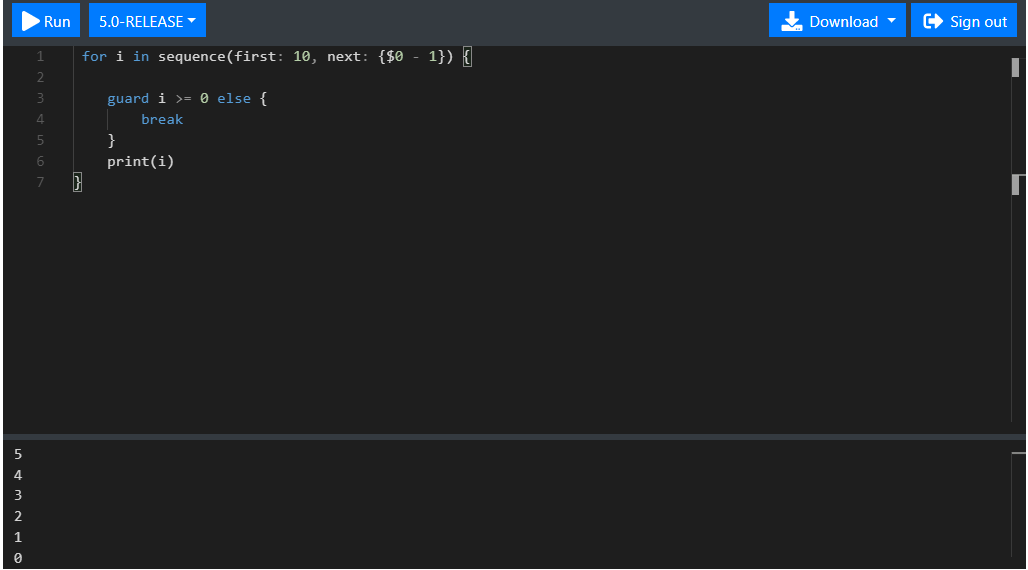 Run 5.0-RELEASE Download Sign out
1 for i in sequence(first: 10, next: {$0 - 1}) {
2
3 guard i >= 0 else {
4 break
5 }
6 print(i)
7 }
5
4
3
2
1
0